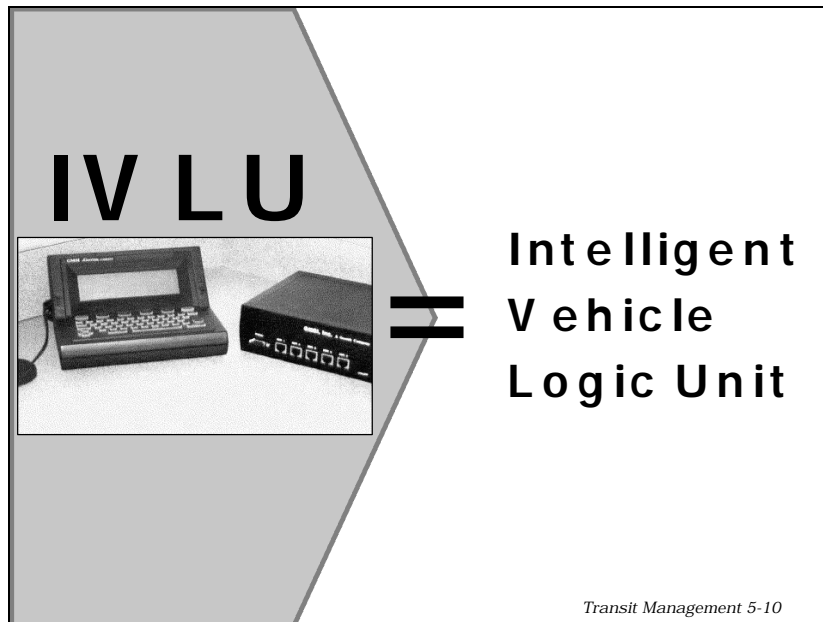 IVLU
=
Intelligent
Vehicle
Logic Unit
Transit Management 5-10